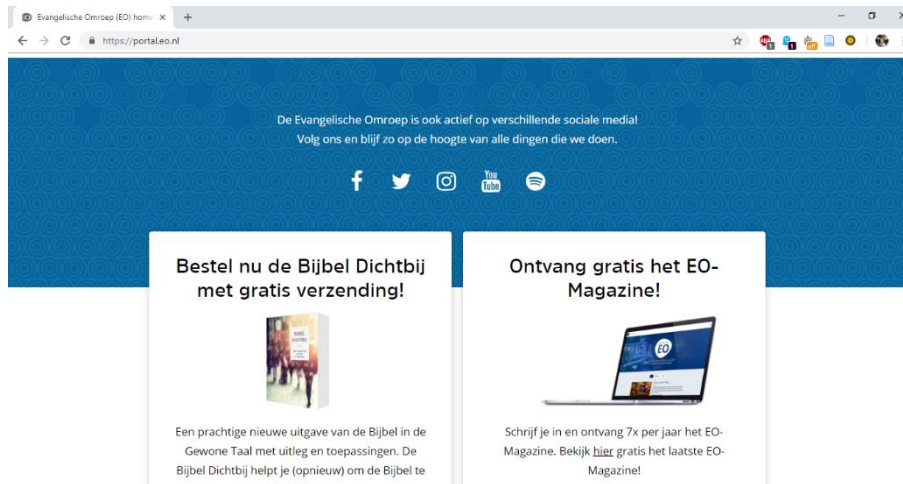 Evangelische Omroep (EO) hom
https://portal.eo.nl
De Evangelische Omroep is ook actief op verschillende sociale media!
Volg ons en blijf zo op de hoogte van alle dingen die we doen.
You
Tube
Bestel nu de Bijbel Dichtbij
met gratis verzending!
BIJBEL
Een prachtige nieuwe uitgave van de Bijbel in de
Gewone Taal met uitleg en toepassingen. De
Bijbel Dichtbij helpt je (opnieuw) om de Bijbel te
Ontvang gratis het EO-
Magazine!
EO
Schrijf je in en ontvang 7x per jaar het EO-
Magazine. Bekijk hier gratis het laatste EO-
Magazine!